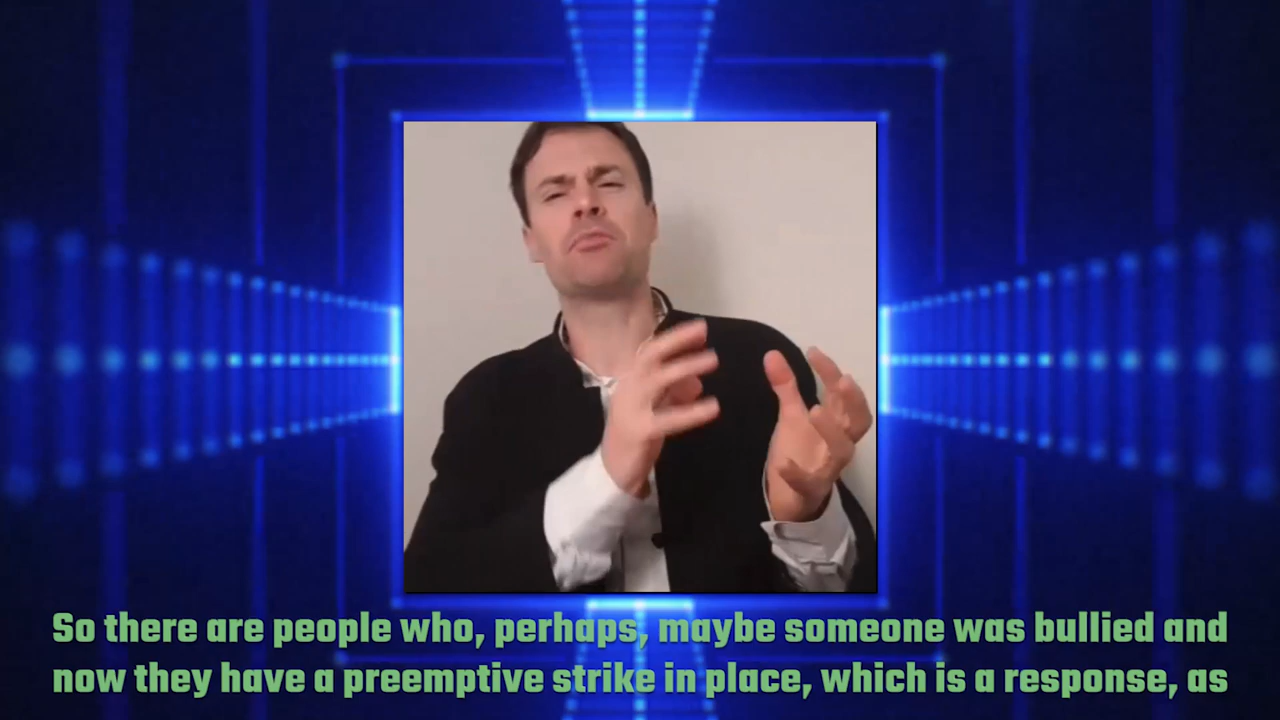 So there are people who, perhaps, maybe someone was bullied and
now they have a preemptive strike in place, which is a response, as